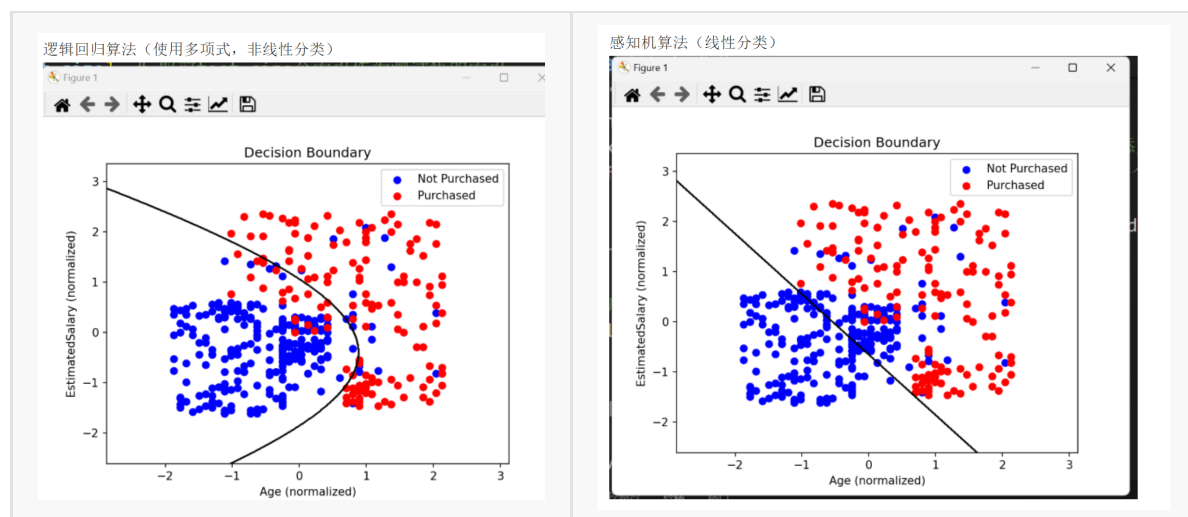 逻辑回归算法（使用多项式，非线性分类）
Figure 1
Decision Boundary
Not Purchased
Purchased
EstimatedSalary (normalized)
3
2
1
0
−1
−2
−2
−1
0
1
2
3
Age (normalized)
感知机算法（线性分类）
Figure 1
Decision Boundary
Not Purchased
Purchased
EstimatedSalary (normalized)
3
2
1
0
−1
−2
−2
−1
0
1
2
3
Age (normalized)